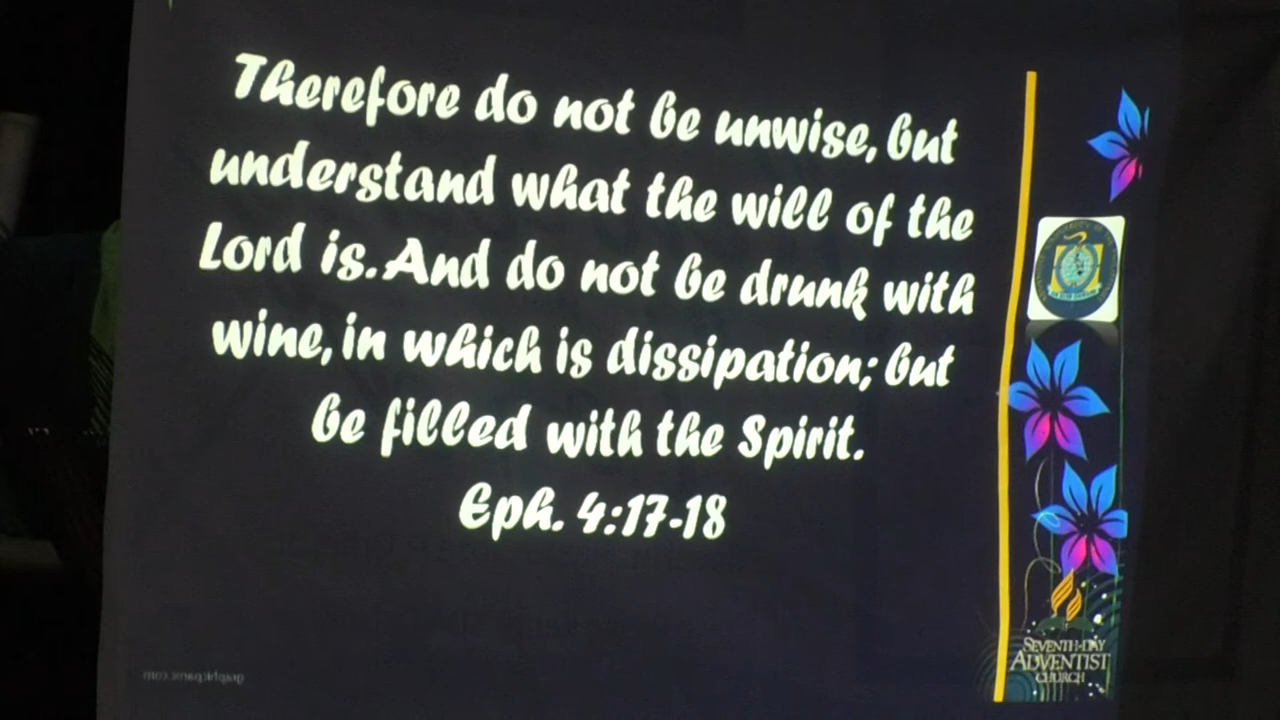 Therefore do not be unwise, but
understand what the will of the
Lord is. And do not be drunk with
wine, in which is dissipation; but
be filled with the Spirit.
Eph. 4:17-18
SEVENTH-DAY
ADVENTIST
CHURCH